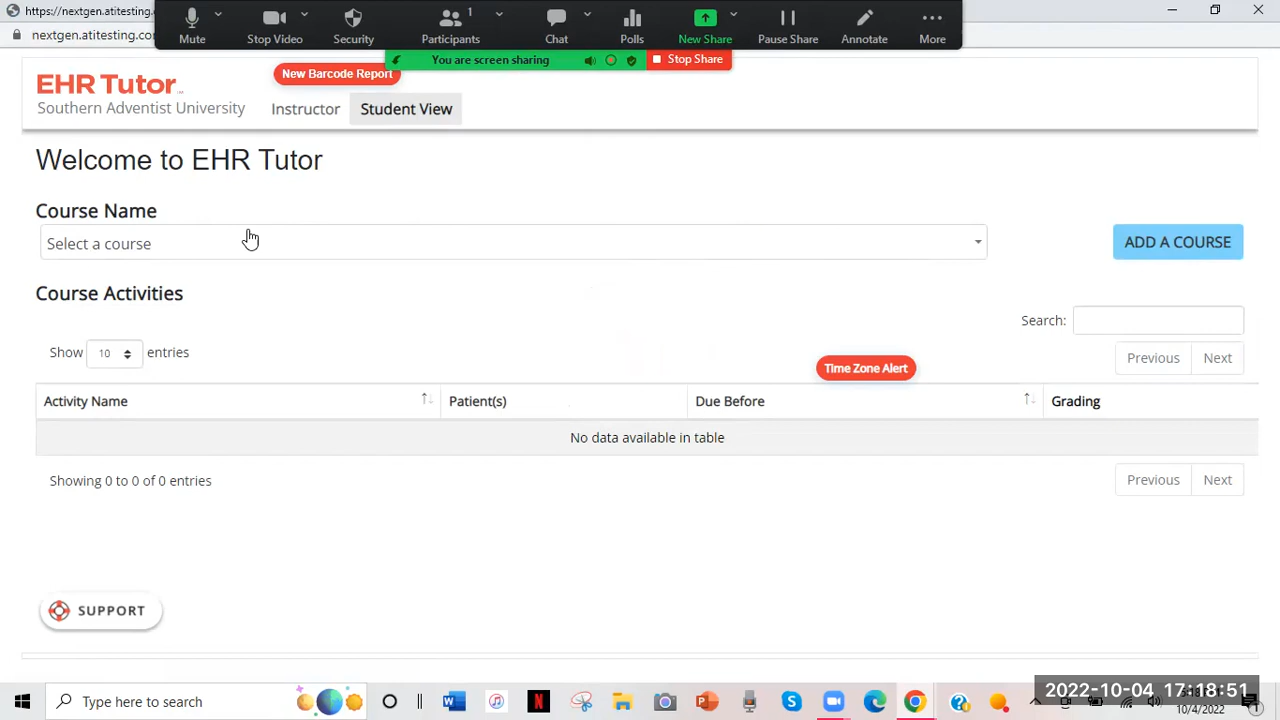 https://nextgen.atitesting.
nextgen.atitesting.co
Mute
Stop Video
Security
1
Participants
Chat
Polls
New Share
Pause Share
Annotate
More
You are screen sharing
Stop Share
EHR Tutor
Southern Adventist University
New Barcode Report
Instructor
Student View
Welcome to EHR Tutor
Course Name
Select a course
ADD A COURSE
Course Activities
Search:
Show 10 entries
Previous Next
Time Zone Alert
Activity Name Patient(s) Due Before Grading
No data available in table
Showing 0 to 0 of 0 entries
Previous Next
SUPPORT
Type here to search
2022-10-04 17:18:51
10/4/2022